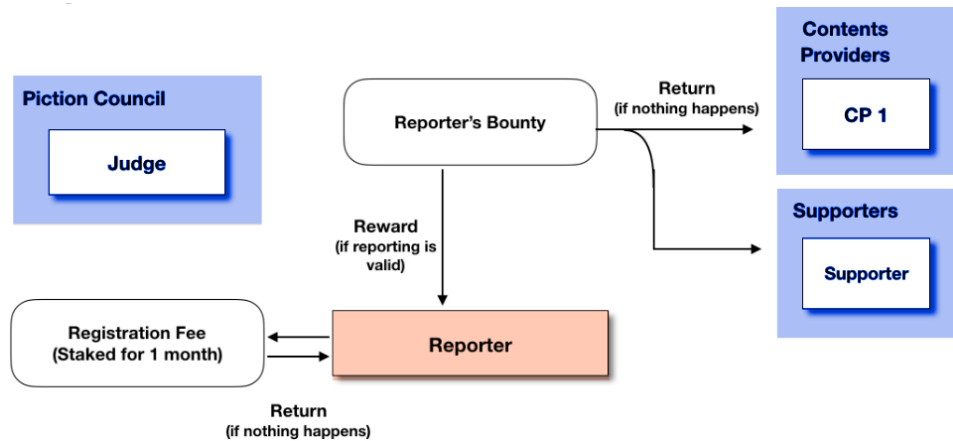 Piction Council
Judge
Reporter's Bounty
Return
(if nothing happens)
Contents
Providers
CP 1
Supporters
Supporter
Reward
(if reporting is
valid)
Registration Fee
(Staked for 1 month)
Reporter
Return
(if nothing happens)